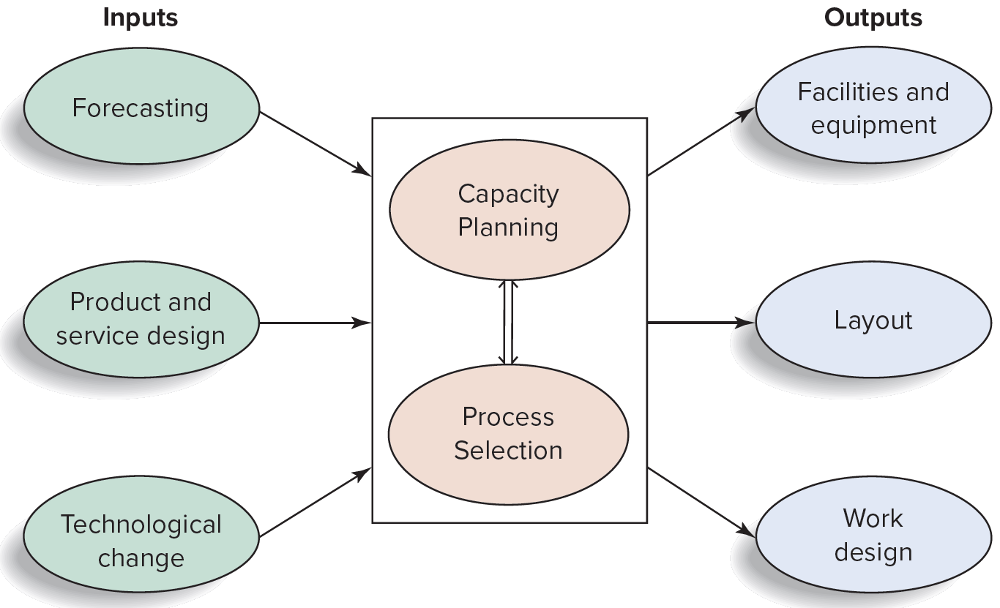 Inputs
Outputs
Forecasting
Product and
service design
Technological
change
Capacity
Planning
Process
Selection
Facilities and
equipment
Layout
Work
design